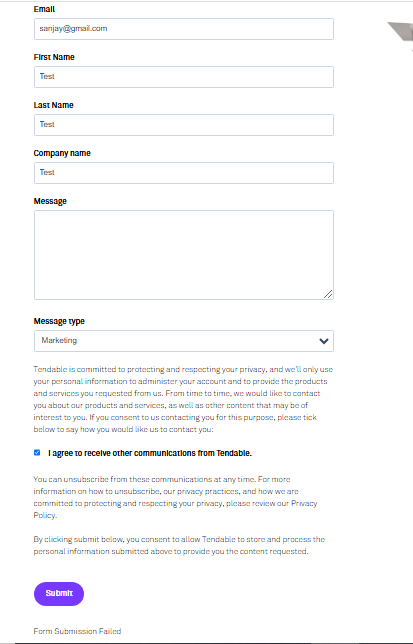 Email
sanjay@gmail.com
First Name
Test
Last Name
Test
Company name
Test
Message
Message type
Marketing
Tendable is committed to protecting and respecting your privacy, and we'll only use
your personal information to administer your account and to provide the products
and services you requested from us. From time to time, we would like to contact
you about our products and services, as well as other content that may be of
interest to you. If you consent to us contacting you for this purpose, please tick
below to say how you would like us to contact you:
I agree to receive other communications from Tendable.
You can unsubscribe from these communications at any time. For more
information on how to unsubscribe, our privacy practices, and how we are
committed to protecting and respecting your privacy, please review our Privacy
Policy.
By clicking submit below, you consent to allow Tendable to store and process the
personal information submitted above to provide you the content requested.
Submit
Form Submission Failed